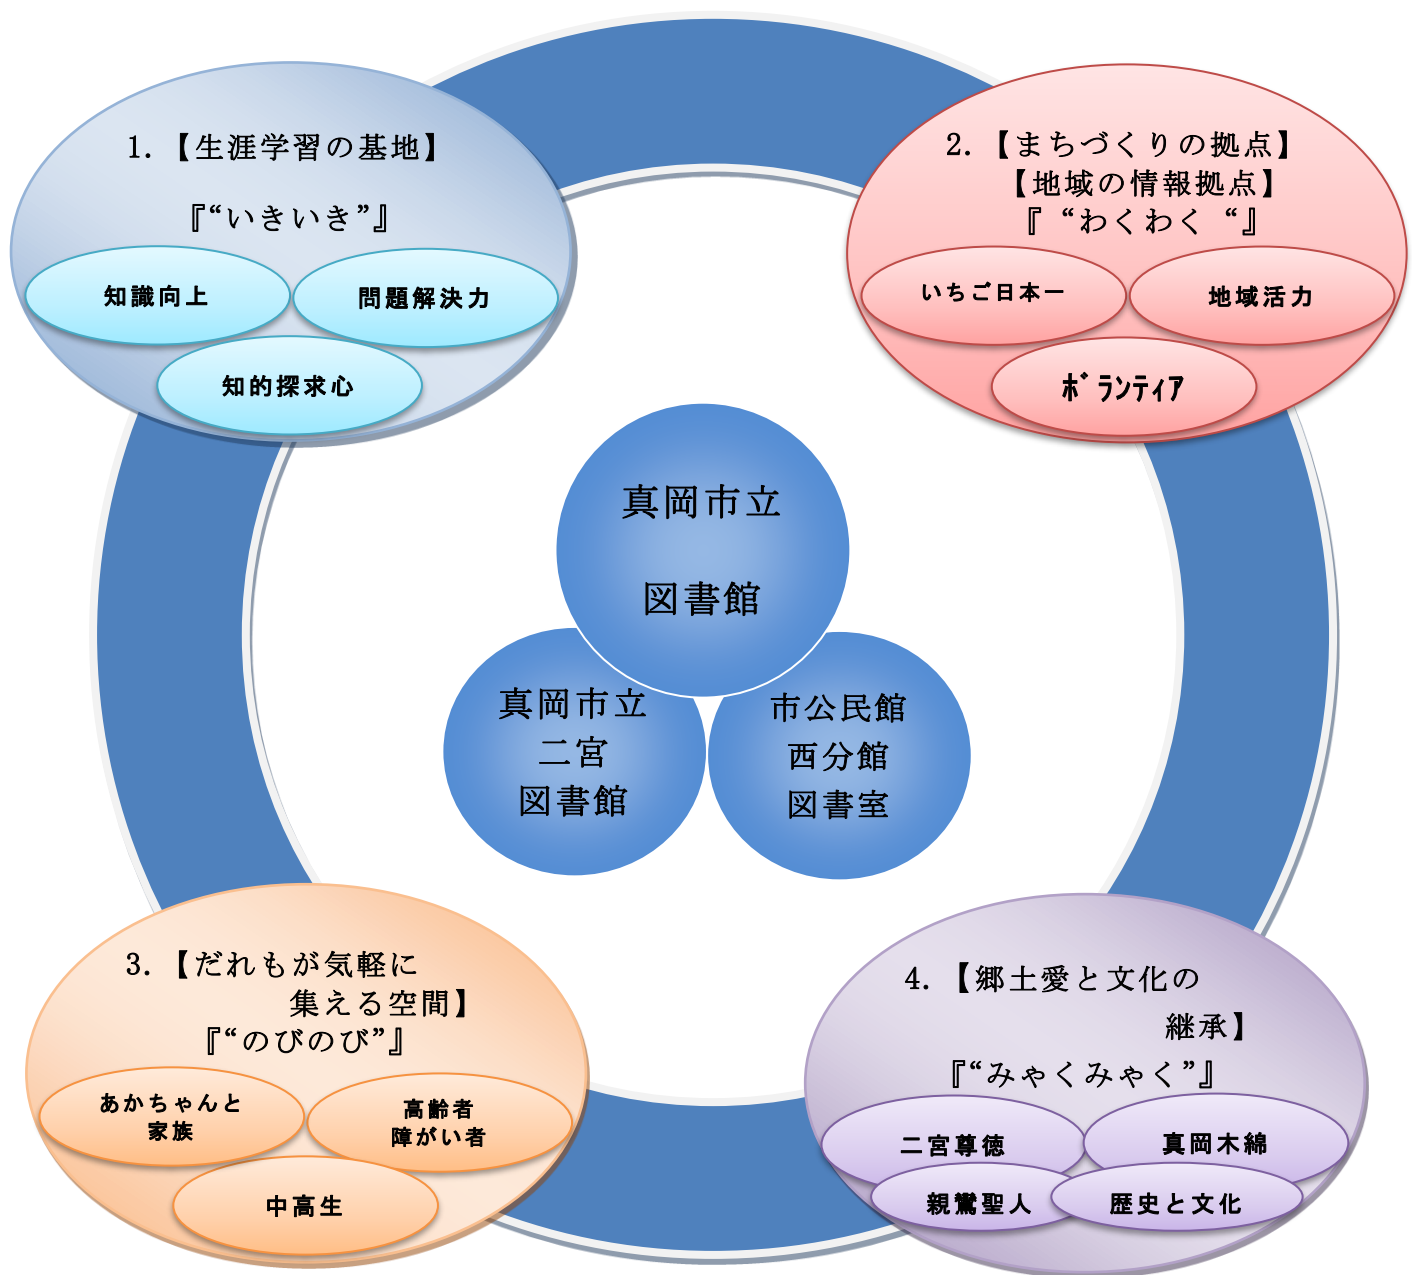 1.【生涯学習の基地】
『“いきいき”』
知識向上
問題解決力
知的探求心
2.【まちづくりの拠点】
【地域の情報拠点】
『 “わくわく “』
いちご日本一
地域活力
ﾎﾞﾗﾝﾃｨｱ
真岡市立
図書館
真岡市立
二宮
図書館
市公民館
西分館
図書室
3.【だれもが気軽に
集える空間】
『“のびのび”』
あかちゃんと
家族
高齢者
障がい者
中高生
4.【郷土愛と文化の
継承】
『“みゃくみゃく”』
二宮尊徳
真岡木綿
親鸞聖人
歴史と文化